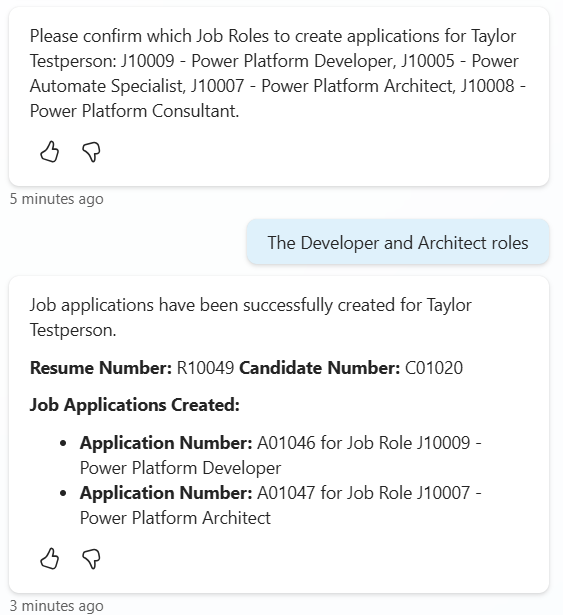 Please confirm which Job Roles to create applications for Taylor
Testperson: J10009 - Power Platform Developer, J10005 - Power
Automate Specialist, J10007 - Power Platform Architect, J10008 -
Power Platform Consultant.
5 minutes ago
The Developer and Architect roles
Job applications have been successfully created for Taylor
Testperson.
Resume Number: R10049 Candidate Number: C01020
Job Applications Created:
• Application Number: A01046 for Job Role J10009 -
Power Platform Developer
• Application Number: A01047 for Job Role J10007 -
Power Platform Architect
3 minutes ago